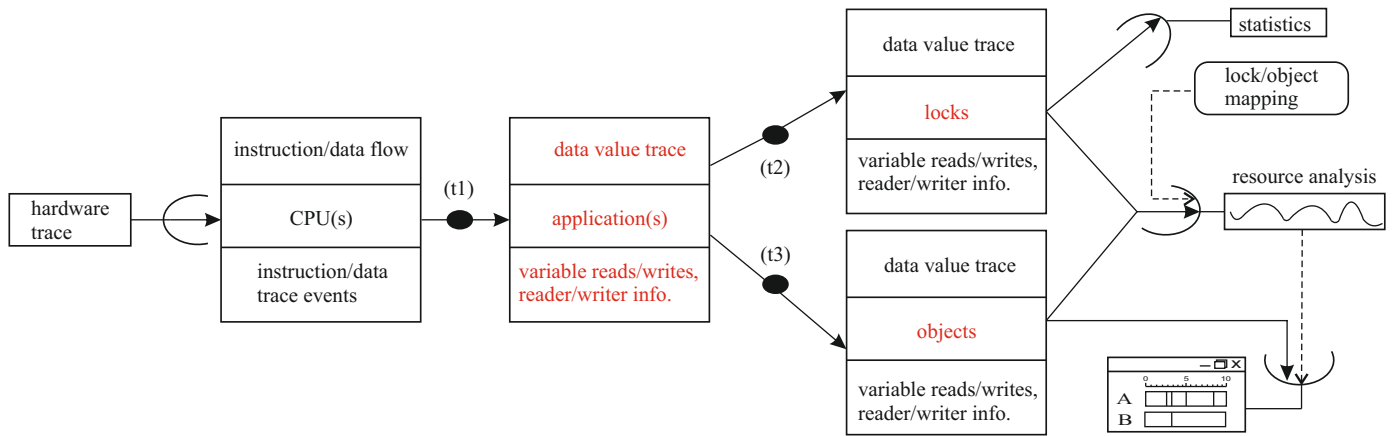 hardware
trace
instruction/data flow
CPU(s)
instruction/data
trace events
(t1)
data value trace
application(s)
variable reads/writes,
reader/writer info.
(t2)
(t3)
data value trace
locks
variable reads/writes,
reader/writer info.
data value trace
objects
variable reads/writes,
reader/writer info.
statistics
lock/object
mapping
resource analysis
0 5 10
A
B